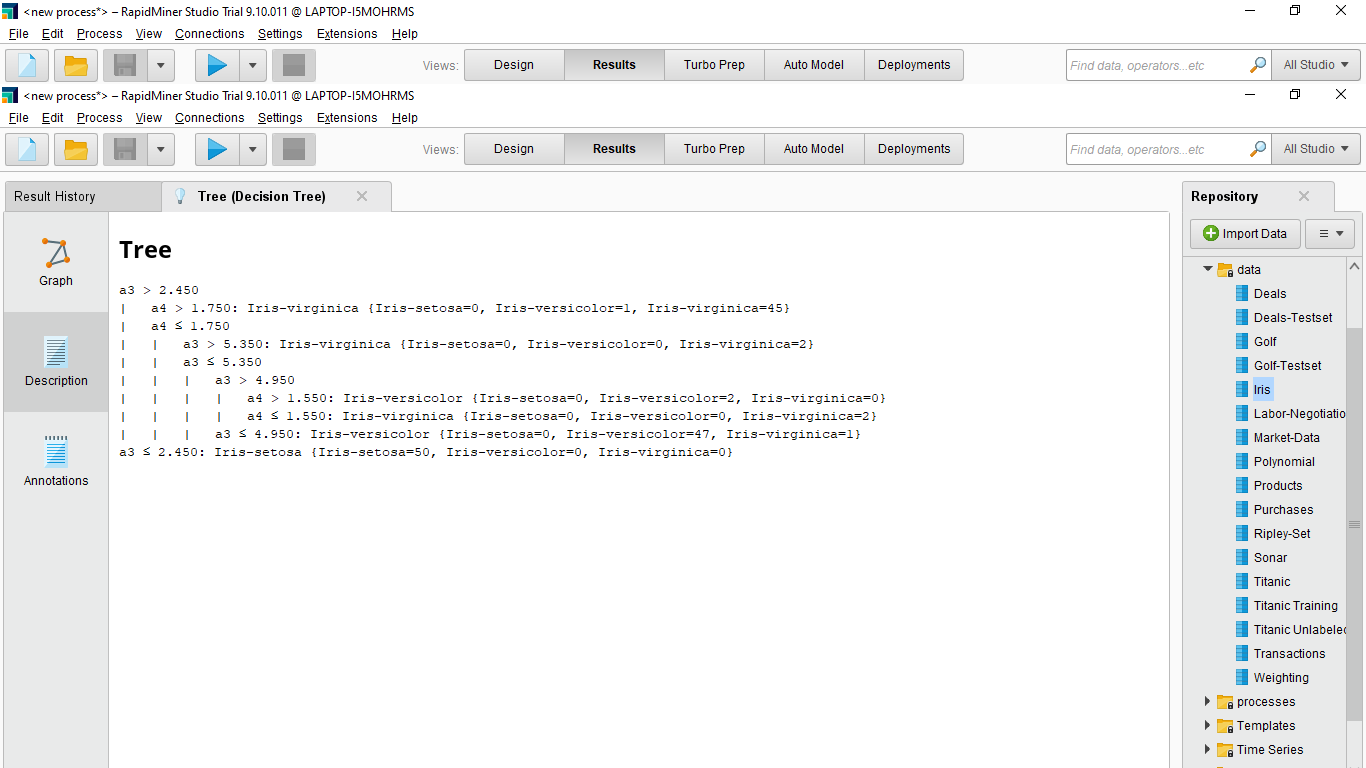 <new process*> – RapidMiner Studio Trial 9.10.011 @ LAPTOP-I5MOHRMS
File Edit Process View Connections Settings Extensions Help
Views: Design Results Turbo Prep Auto Model Deployments Find data, operators...etc All Studio
<new process*> – RapidMiner Studio Trial 9.10.011 @ LAPTOP-I5MOHRMS
File Edit Process View Connections Settings Extensions Help
Views: Design Results Turbo Prep Auto Model Deployments Find data, operators...etc All Studio
Result History
Tree (Decision Tree)
Graph
Description
Annotations
Tree
a3 > 2.450
|   a4 > 1.750: Iris-virginica {Iris-setosa=0, Iris-versicolor=1, Iris-virginica=45}
|   a4 ≤ 1.750
|   |   a3 > 5.350: Iris-virginica {Iris-setosa=0, Iris-versicolor=0, Iris-virginica=2}
|   |   a3 ≤ 5.350
|   |   |   a3 > 4.950
|   |   |   |   a4 > 1.550: Iris-versicolor {Iris-setosa=0, Iris-versicolor=2, Iris-virginica=0}
|   |   |   |   a4 ≤ 1.550: Iris-virginica {Iris-setosa=0, Iris-versicolor=0, Iris-virginica=2}
|   |   |   a3 ≤ 4.950: Iris-versicolor {Iris-setosa=0, Iris-versicolor=47, Iris-virginica=1}
a3 ≤ 2.450: Iris-setosa {Iris-setosa=50, Iris-versicolor=0, Iris-virginica=0}
Repository
Import Data
data
Deals
Deals-Testset
Golf
Golf-Testset
Iris
Labor-Negotiatio
Market-Data
Polynomial
Products
Purchases
Ripley-Set
Sonar
Titanic
Titanic Training
Titanic Unlabeled
Transactions
Weighting
processes
Templates
Time Series